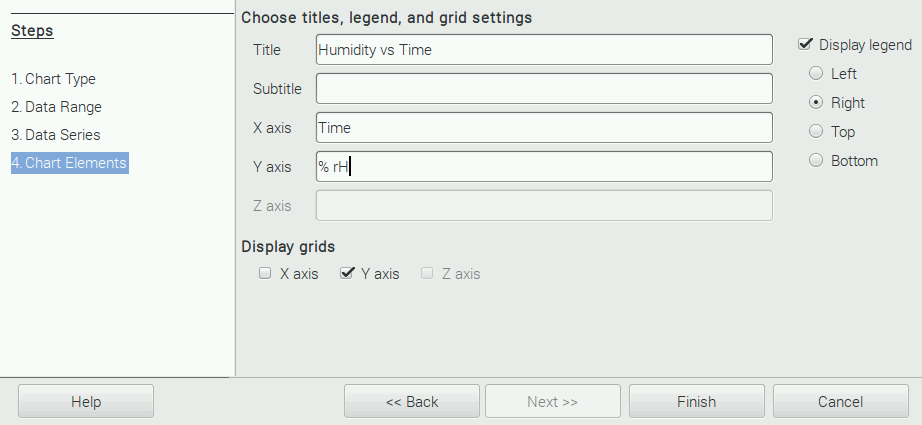 Steps
1. Chart Type
2. Data Range
3. Data Series
4. Chart Elements
Choose titles, legend, and grid settings
Title Humidity vs Time
Subtitle
X axis Time
Y axis % rH
Z axis
Display legend
Left
Right
Top
Bottom
Display grids
X axis Y axis Z axis
Help << Back Next >> Finish Cancel